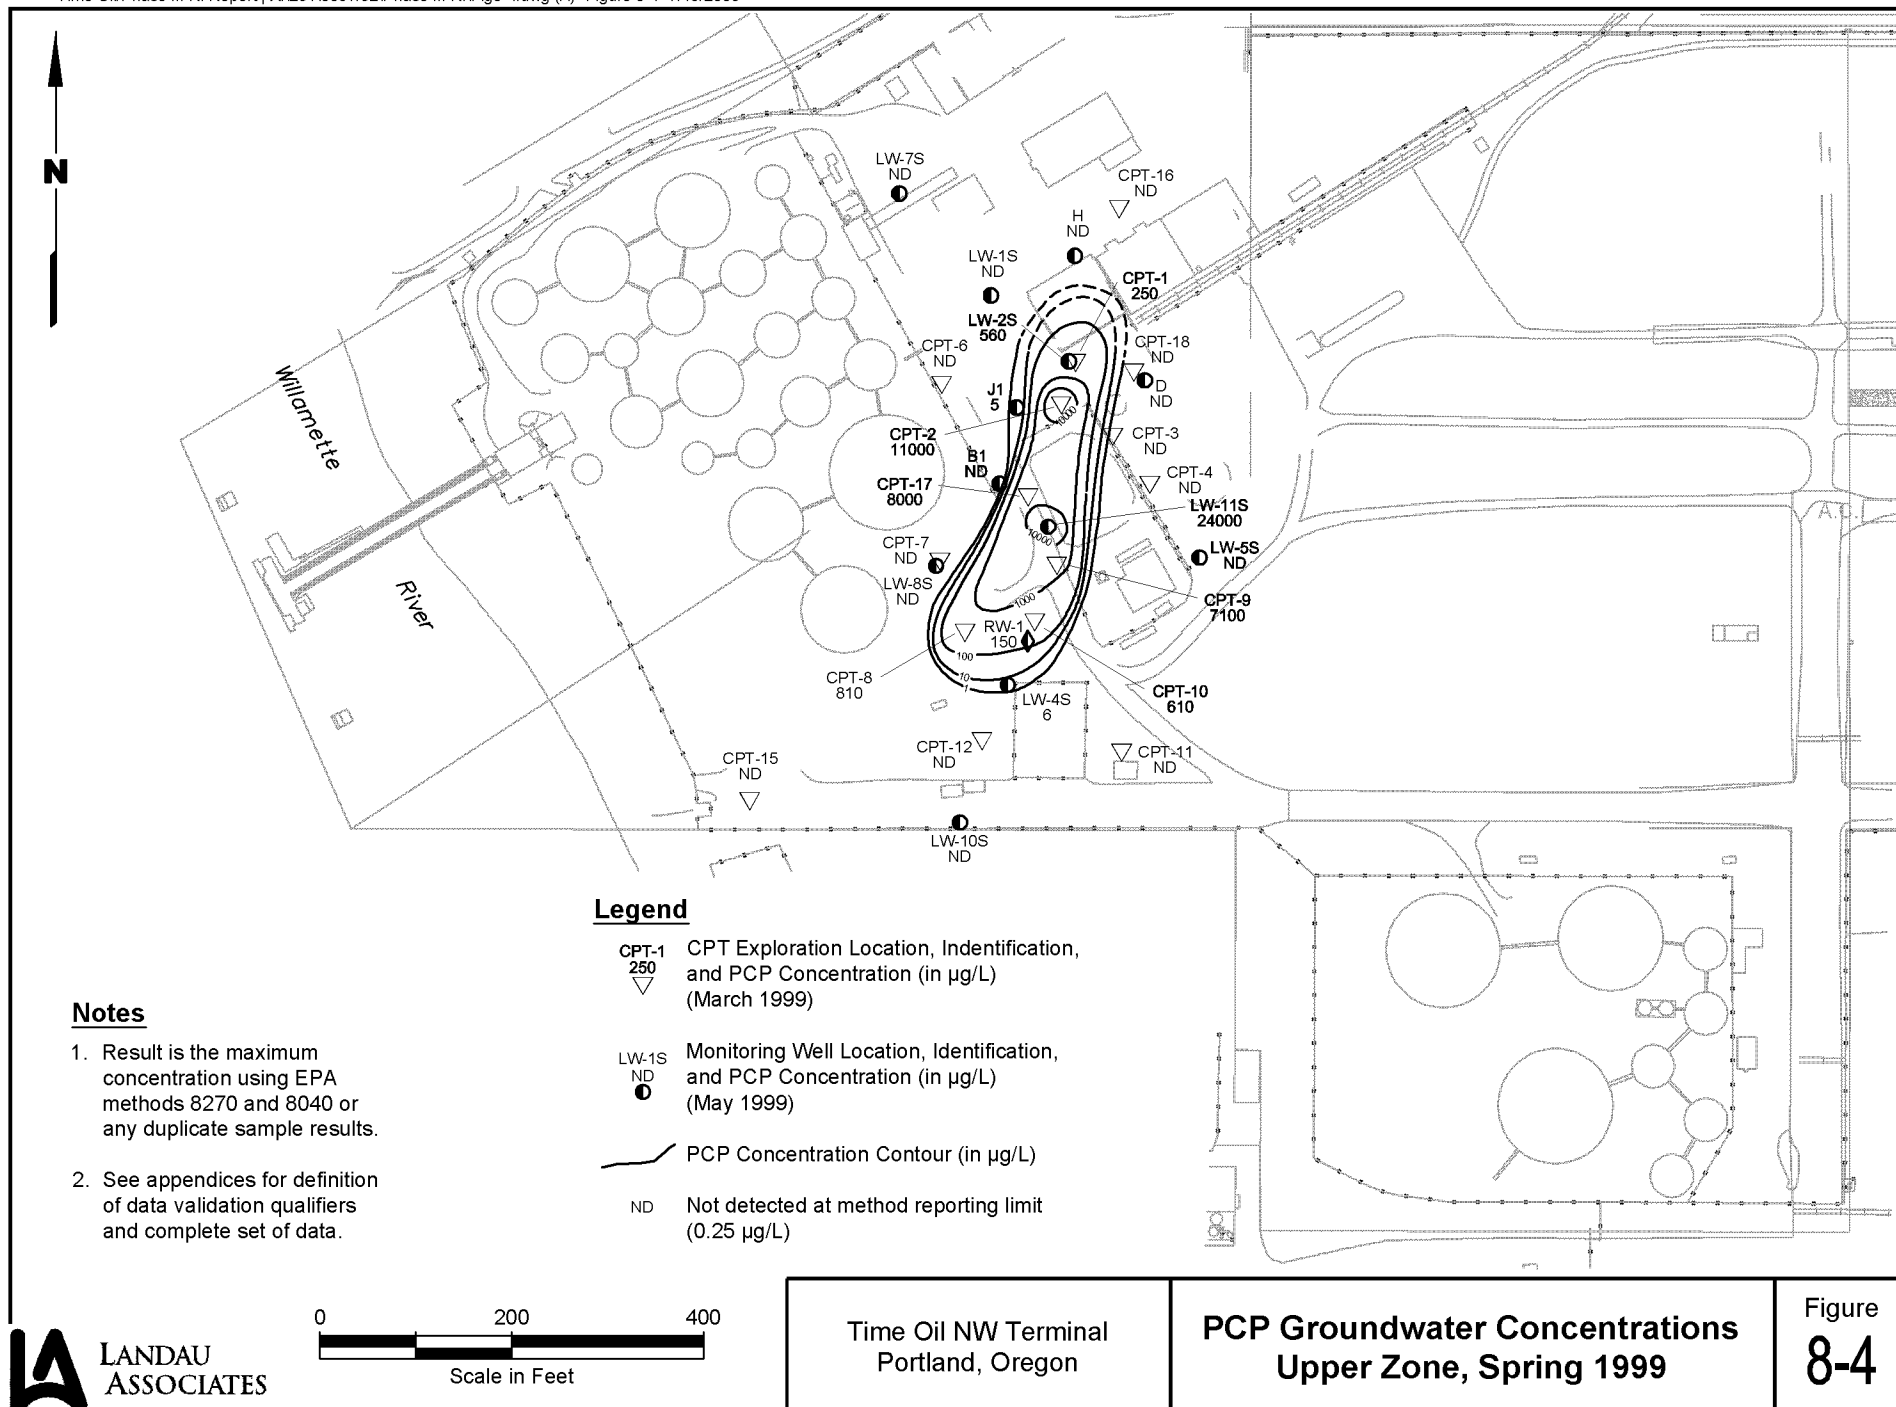 N
Willamette
River
LW-7S
ND
CPT-16
ND
H
ND
LW-1S
ND
CPT-1
250
LW-2S
560
CPT-6
ND
CPT-18
ND
D
ND
J1
5
10000
CPT-2
11000
CPT-3
ND
B1
ND
CPT-4
ND
CPT-17
8000
LW-11S
24000
10000
CPT-7
ND
LW-8S
ND
LW-5S
ND
CPT-9
7100
1000
RW-1
150
100
10
1
CPT-8
810
CPT-10
610
LW-4S
6
CPT-12
ND
CPT-11
ND
CPT-15
ND
LW-10S
ND
Legend
CPT-1
250
CPT Exploration Location, Indentification,
and PCP Concentration (in µg/L)
(March 1999)
LW-1S
ND
Monitoring Well Location, Identification,
and PCP Concentration (in µg/L)
(May 1999)
PCP Concentration Contour (in µg/L)
ND
Not detected at method reporting limit
(0.25 µg/L)
Notes
1. Result is the maximum
concentration using EPA
methods 8270 and 8040 or
any duplicate sample results.
2. See appendices for definition
of data validation qualifiers
and complete set of data.
0 200 400
Scale in Feet
LANDAU
ASSOCIATES
Time Oil NW Terminal
Portland, Oregon
PCP Groundwater Concentrations
Upper Zone, Spring 1999
Figure
8-4